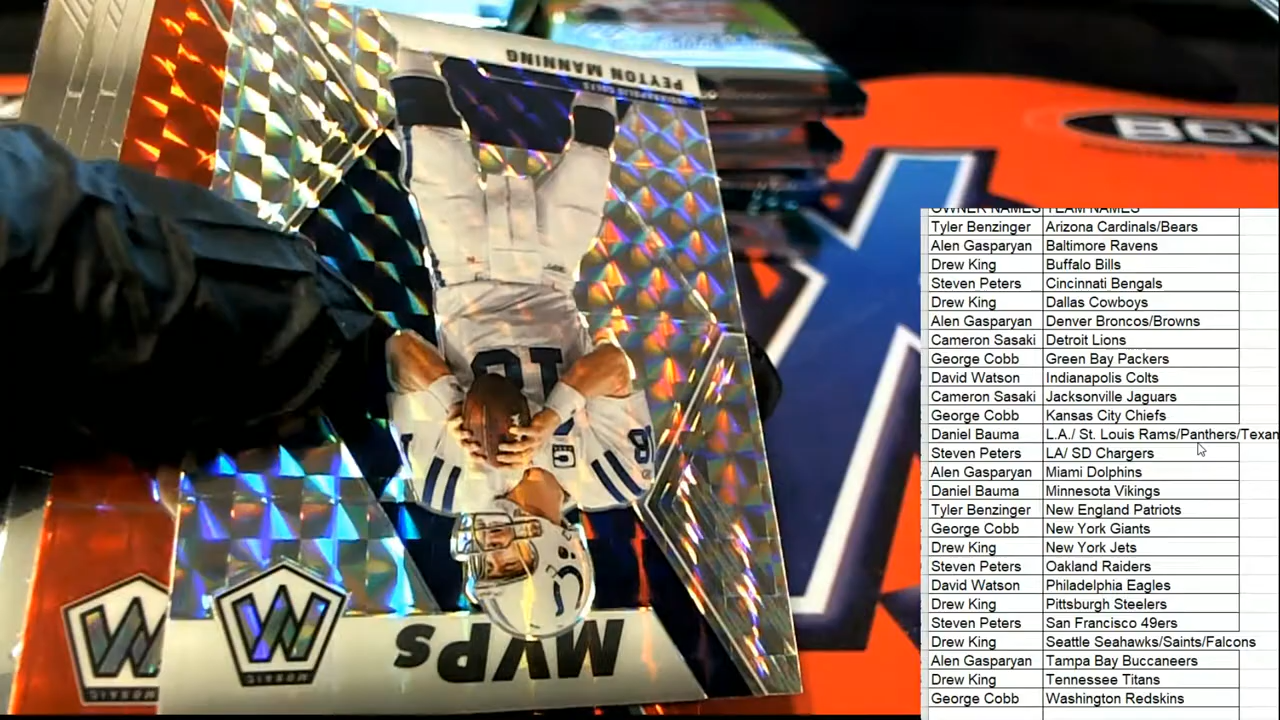 PEYTON MANNING
INDIANAPOLIS COLTS
18
18
C
MVPs
MOSAIC
MOSAIC
OWNER NAMES TEAM NAMES
Tyler Benzinger Arizona Cardinals/Bears
Alen Gasparyan Baltimore Ravens
Drew King Buffalo Bills
Steven Peters Cincinnati Bengals
Drew King Dallas Cowboys
Alen Gasparyan Denver Broncos/Browns
Cameron Sasaki Detroit Lions
George Cobb Green Bay Packers
David Watson Indianapolis Colts
Cameron Sasaki Jacksonville Jaguars
George Cobb Kansas City Chiefs
Daniel Bauma L.A./ St. Louis Rams/Panthers/Texan
Steven Peters LA/ SD Chargers
Alen Gasparyan Miami Dolphins
Daniel Bauma Minnesota Vikings
Tyler Benzinger New England Patriots
George Cobb New York Giants
Drew King New York Jets
Steven Peters Oakland Raiders
David Watson Philadelphia Eagles
Drew King Pittsburgh Steelers
Steven Peters San Francisco 49ers
Drew King Seattle Seahawks/Saints/Falcons
Alen Gasparyan Tampa Bay Buccaneers
Drew King Tennessee Titans
George Cobb Washington Redskins